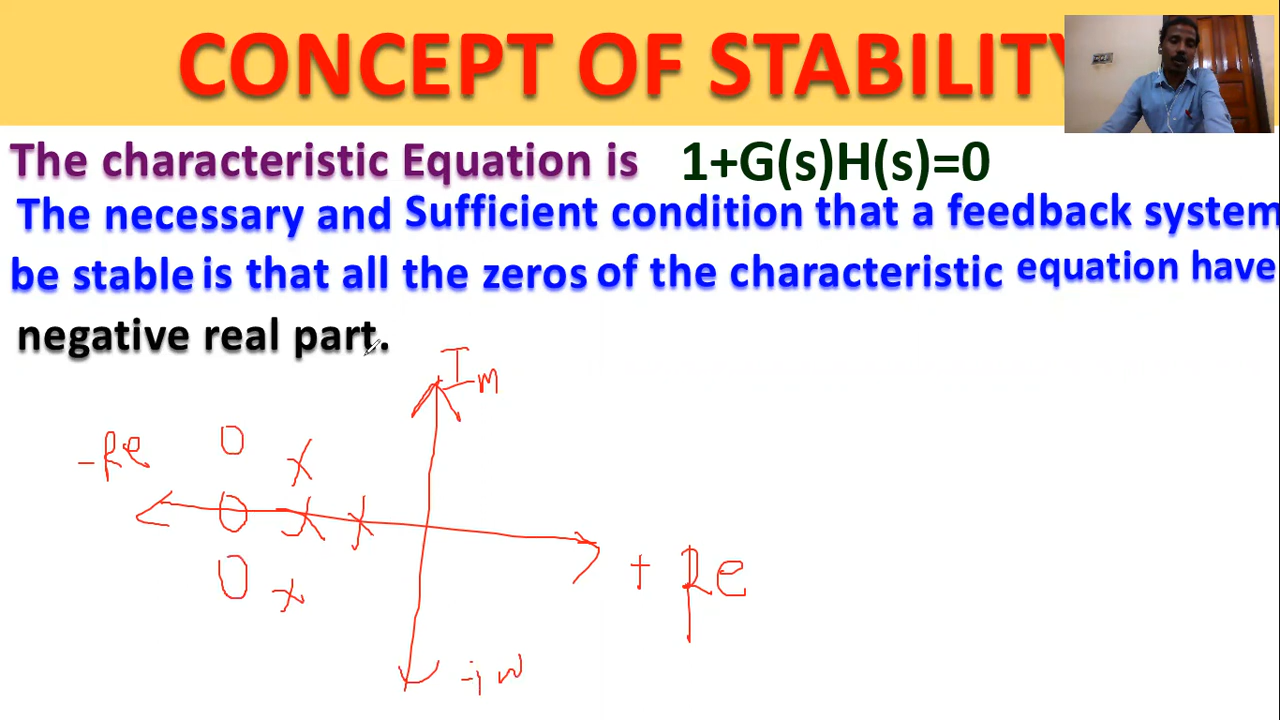 CONCEPT OF STABILITY
The characteristic Equation is 1+G(s)H(s)=0
The necessary and Sufficient condition that a feedback system
be stable is that all the zeros of the characteristic equation have
negative real part.
Im
-Re
+ Re
-jw